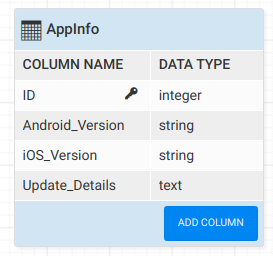 AppInfo
COLUMN NAME DATA TYPE
ID integer
Android_Version string
iOS_Version string
Update_Details text
ADD COLUMN